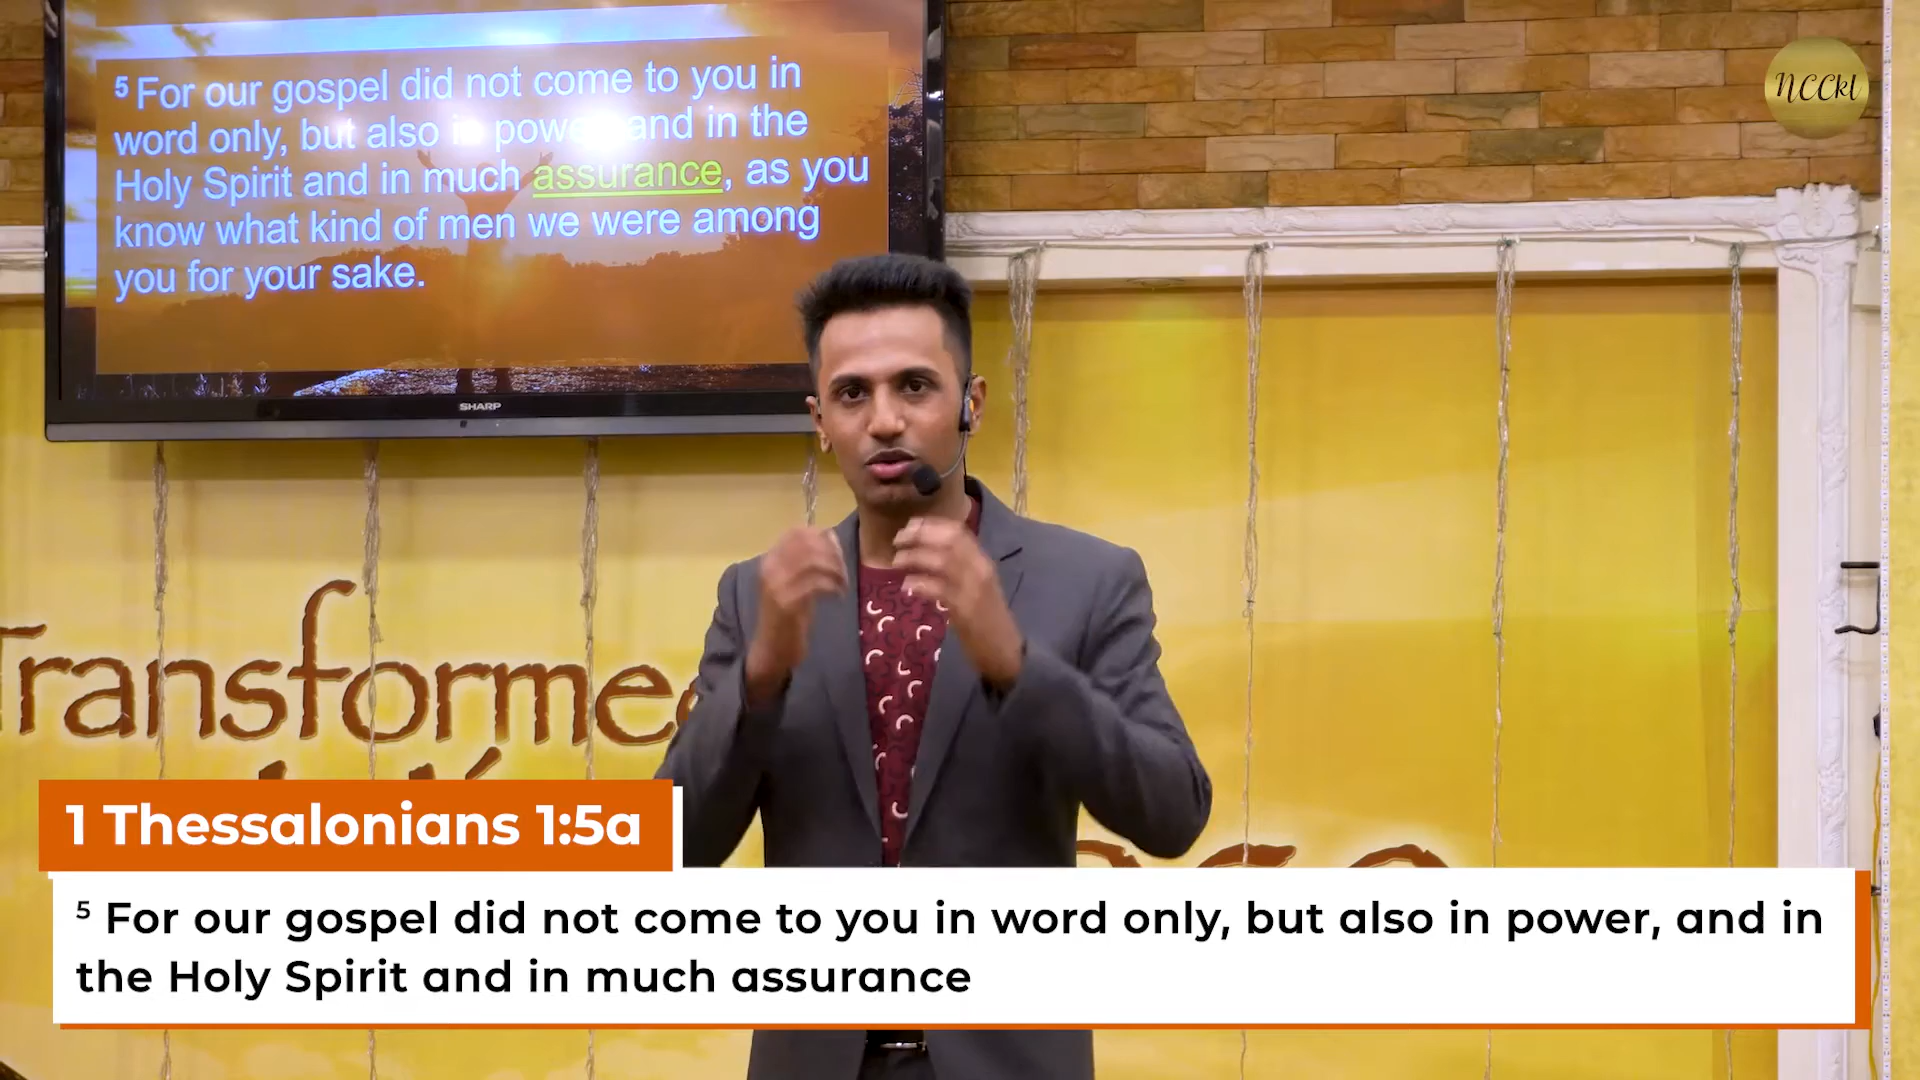 ⁵ For our gospel did not come to you in
word only, but also in power and in the
Holy Spirit and in much assurance, as you
know what kind of men we were among
you for your sake.
SHARP
NCCkl
Transformed
1 Thessalonians 1:5a
⁵ For our gospel did not come to you in word only, but also in power, and in
the Holy Spirit and in much assurance